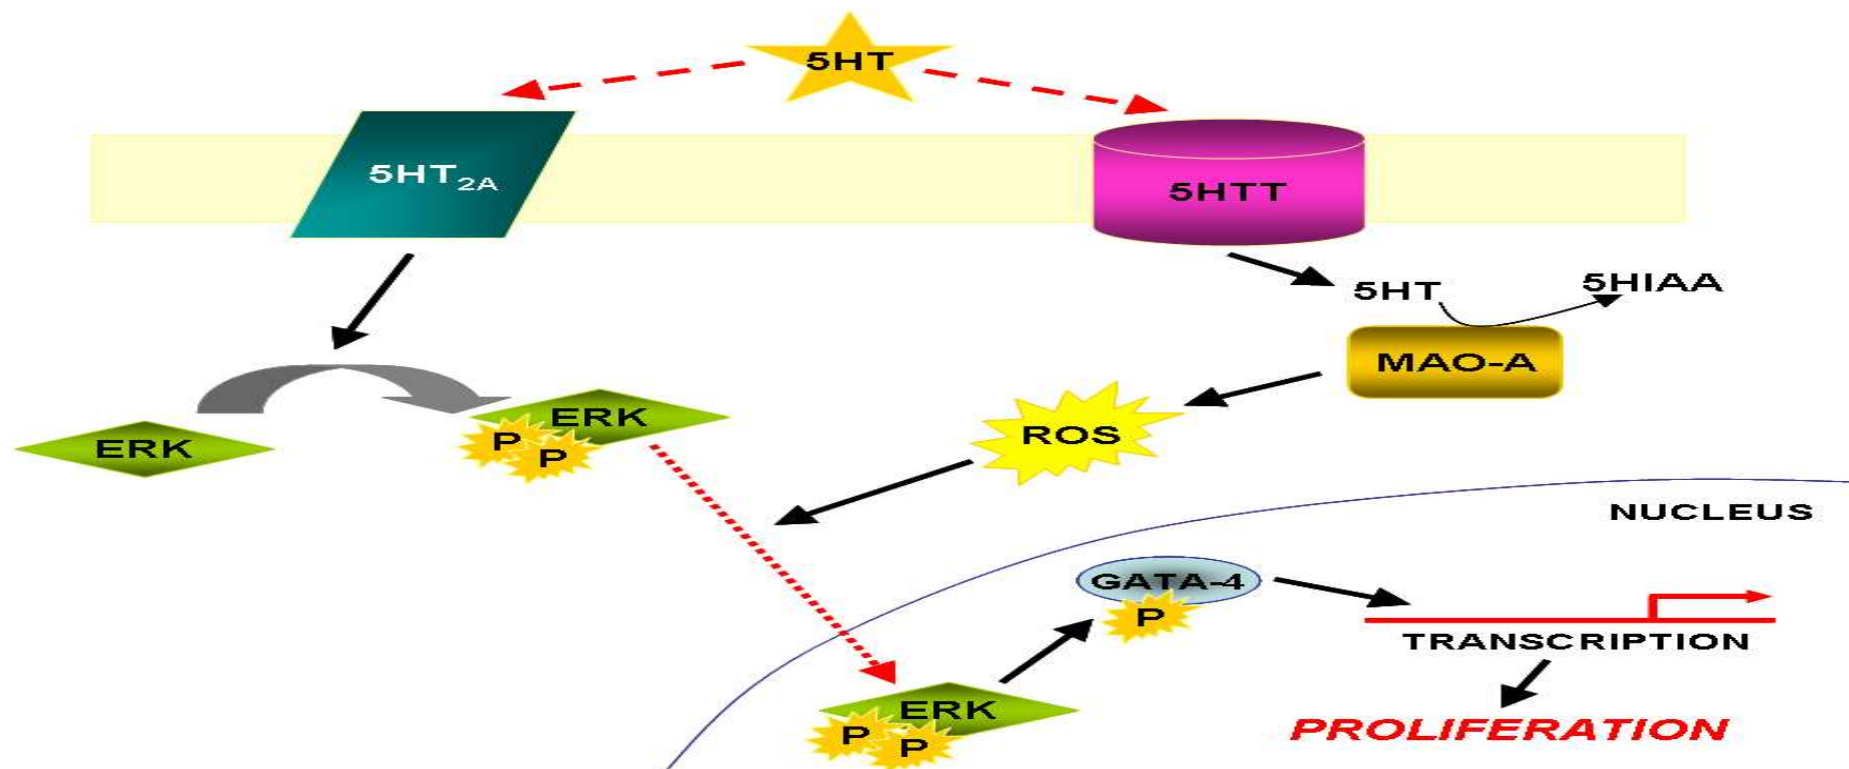 5HT
5HT2A
5HTT
5HT
5HIAA
MAO-A
ERK
ERK
P
P
ROS
NUCLEUS
GATA-4
P
TRANSCRIPTION
ERK
P
P
PROLIFERATION